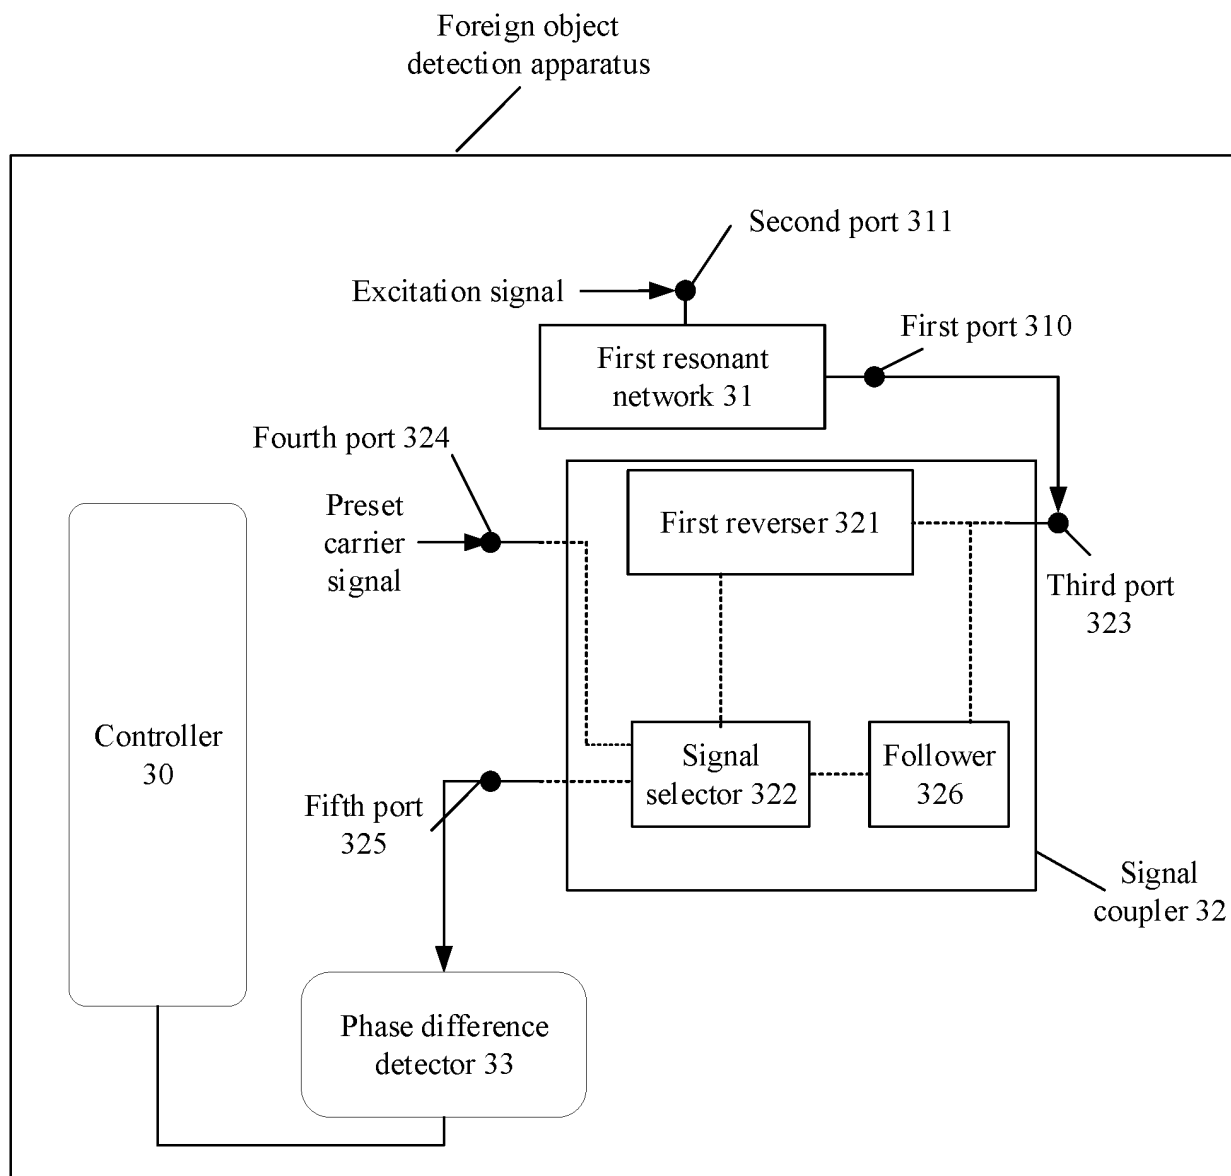 Foreign object
detection apparatus
Second port 311
Excitation signal
First port 310
First resonant
network 31
Fourth port 324
Preset
carrier
signal
First reverser 321
Third port
323
Controller
30
Signal
selector 322
Follower
326
Fifth port
325
Signal
coupler 32
Phase difference
detector 33